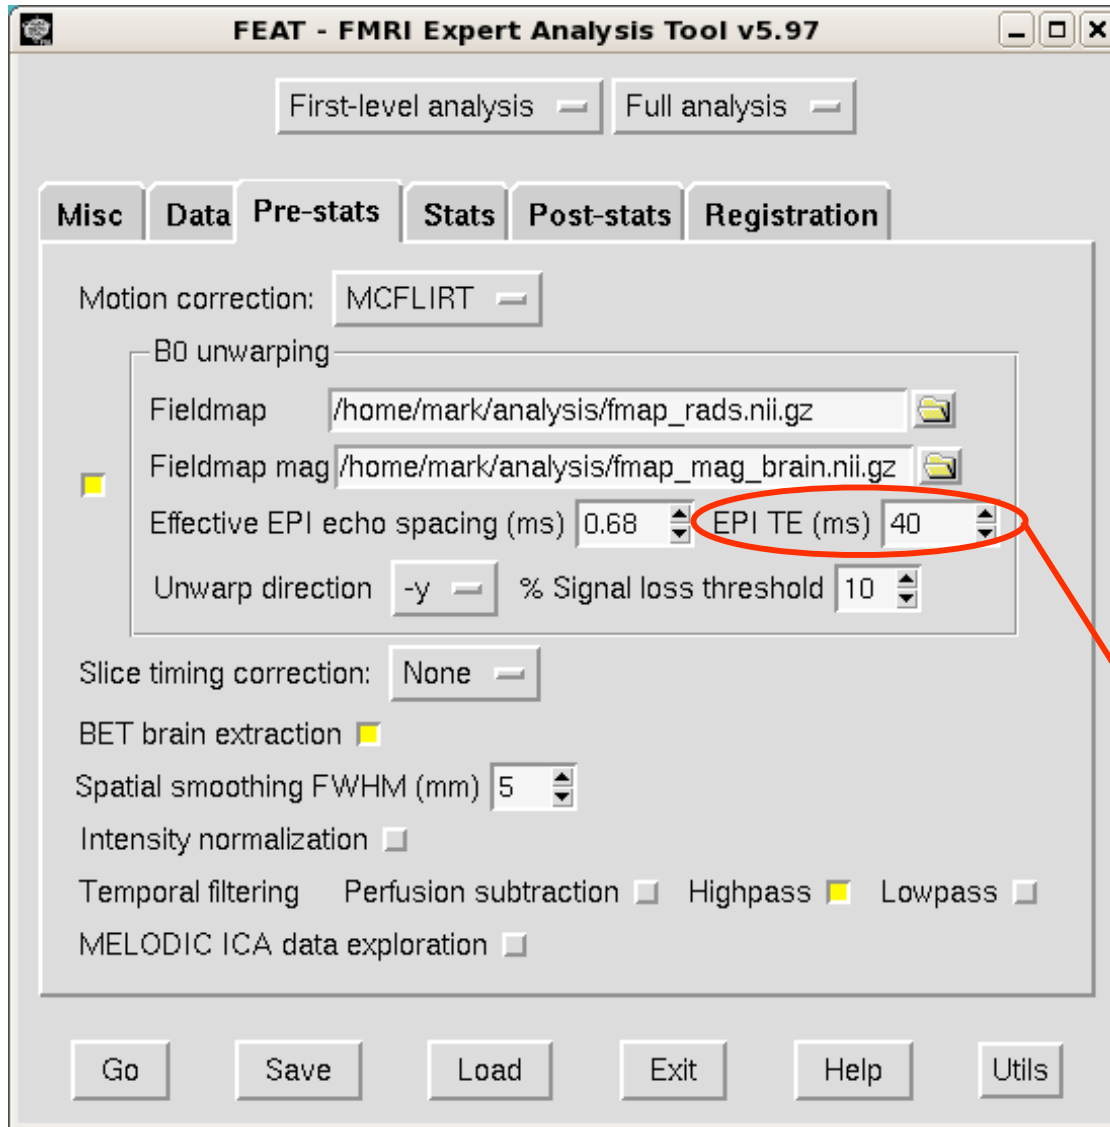 FEAT - FMRI Expert Analysis Tool v5.97
First-level analysis Full analysis
Misc Data Pre-stats Stats Post-stats Registration
Motion correction: MCFLIRT
B0 unwarping
Fieldmap /home/mark/analysis/fmap_rads.nii.gz
Fieldmap mag /home/mark/analysis/fmap_mag_brain.nii.gz
Effective EPI echo spacing (ms) 0.68 EPI TE (ms) 40
Unwarp direction -y % Signal loss threshold 10
Slice timing correction: None
BET brain extraction
Spatial smoothing FWHM (mm) 5
Intensity normalization
Temporal filtering Perfusion subtraction Highpass Lowpass
MELODIC ICA data exploration
Go Save Load Exit Help Utils